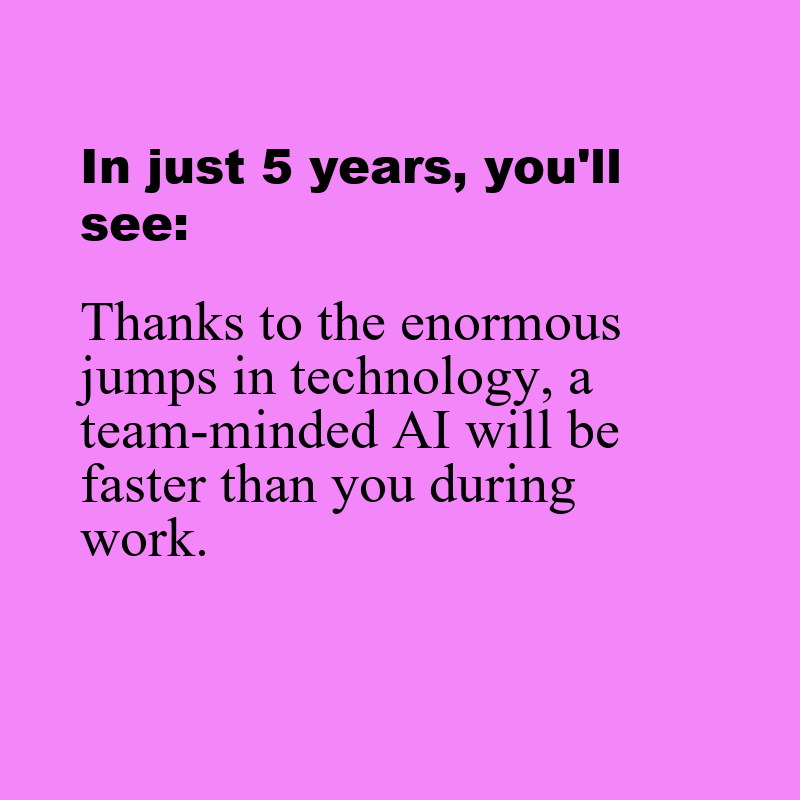 In just 5 years, you'll
see:
Thanks to the enormous
jumps in technology, a
team-minded AI will be
faster than you during
work.